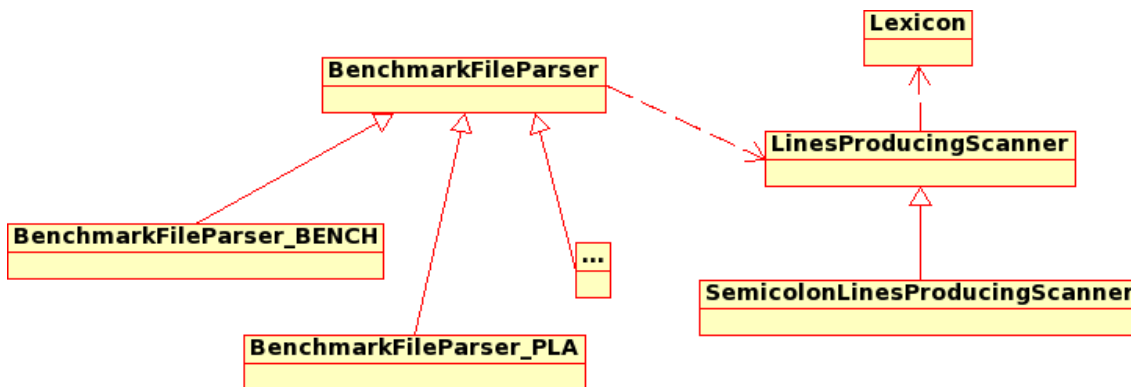 Lexicon
BenchmarkFileParser
LinesProducingScanner
BenchmarkFileParser_BENCH
...
SemicolonLinesProducingScanner
BenchmarkFileParser_PLA